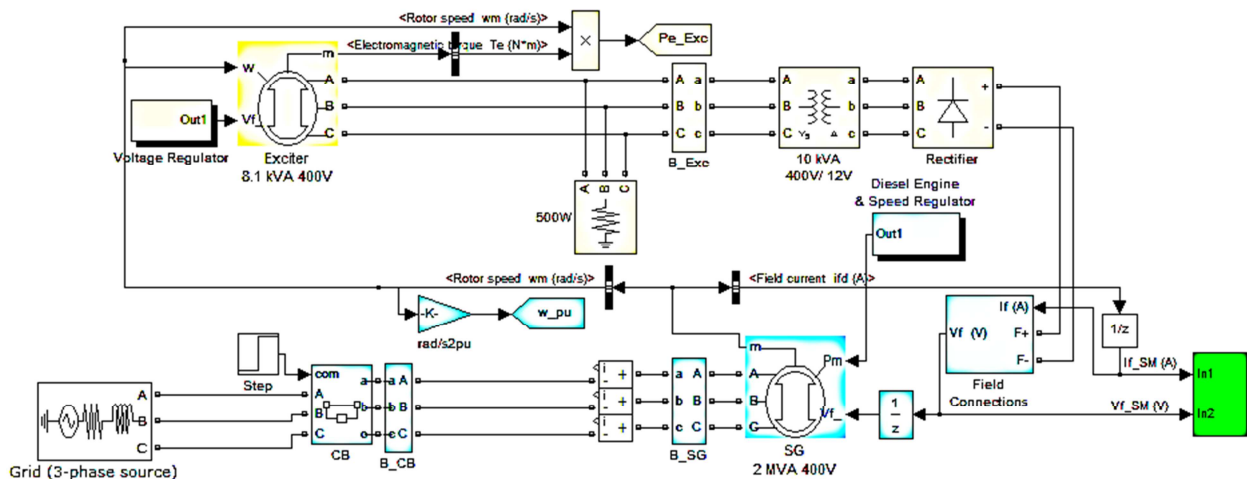 <Rotor speed wm (rad/s)>
<Electromagnetic torque Te (N*m)>
×
Pe_Exc
m
w
Vf
A
B
C
Out1
Voltage Regulator
Exciter
8.1 kVA 400V
A a
B b
C c
B_Exc
A a
B b
C c
Yg Δ
10 kVA
400V/ 12V
A
B
C
+
-
Rectifier
A B C
500W
Diesel Engine
& Speed Regulator
Out1
<Rotor speed wm (rad/s)>
<Field current ifd (A)>
-K-
rad/s2pu
w_pu
1/z
If (A)
Vf (V)
F+
F-
Field
Connections
If_SM (A)
Vf_SM (V)
In1
In2
Step
com
A a
B b
C c
CB
a A
b B
c C
B_CB
i
- +
i
- +
i
- +
a A
b B
c C
B_SG
m
A
B
C
Pm
Vf_
SG
2 MVA 400V
1
z
A
B
C
Grid (3-phase source)